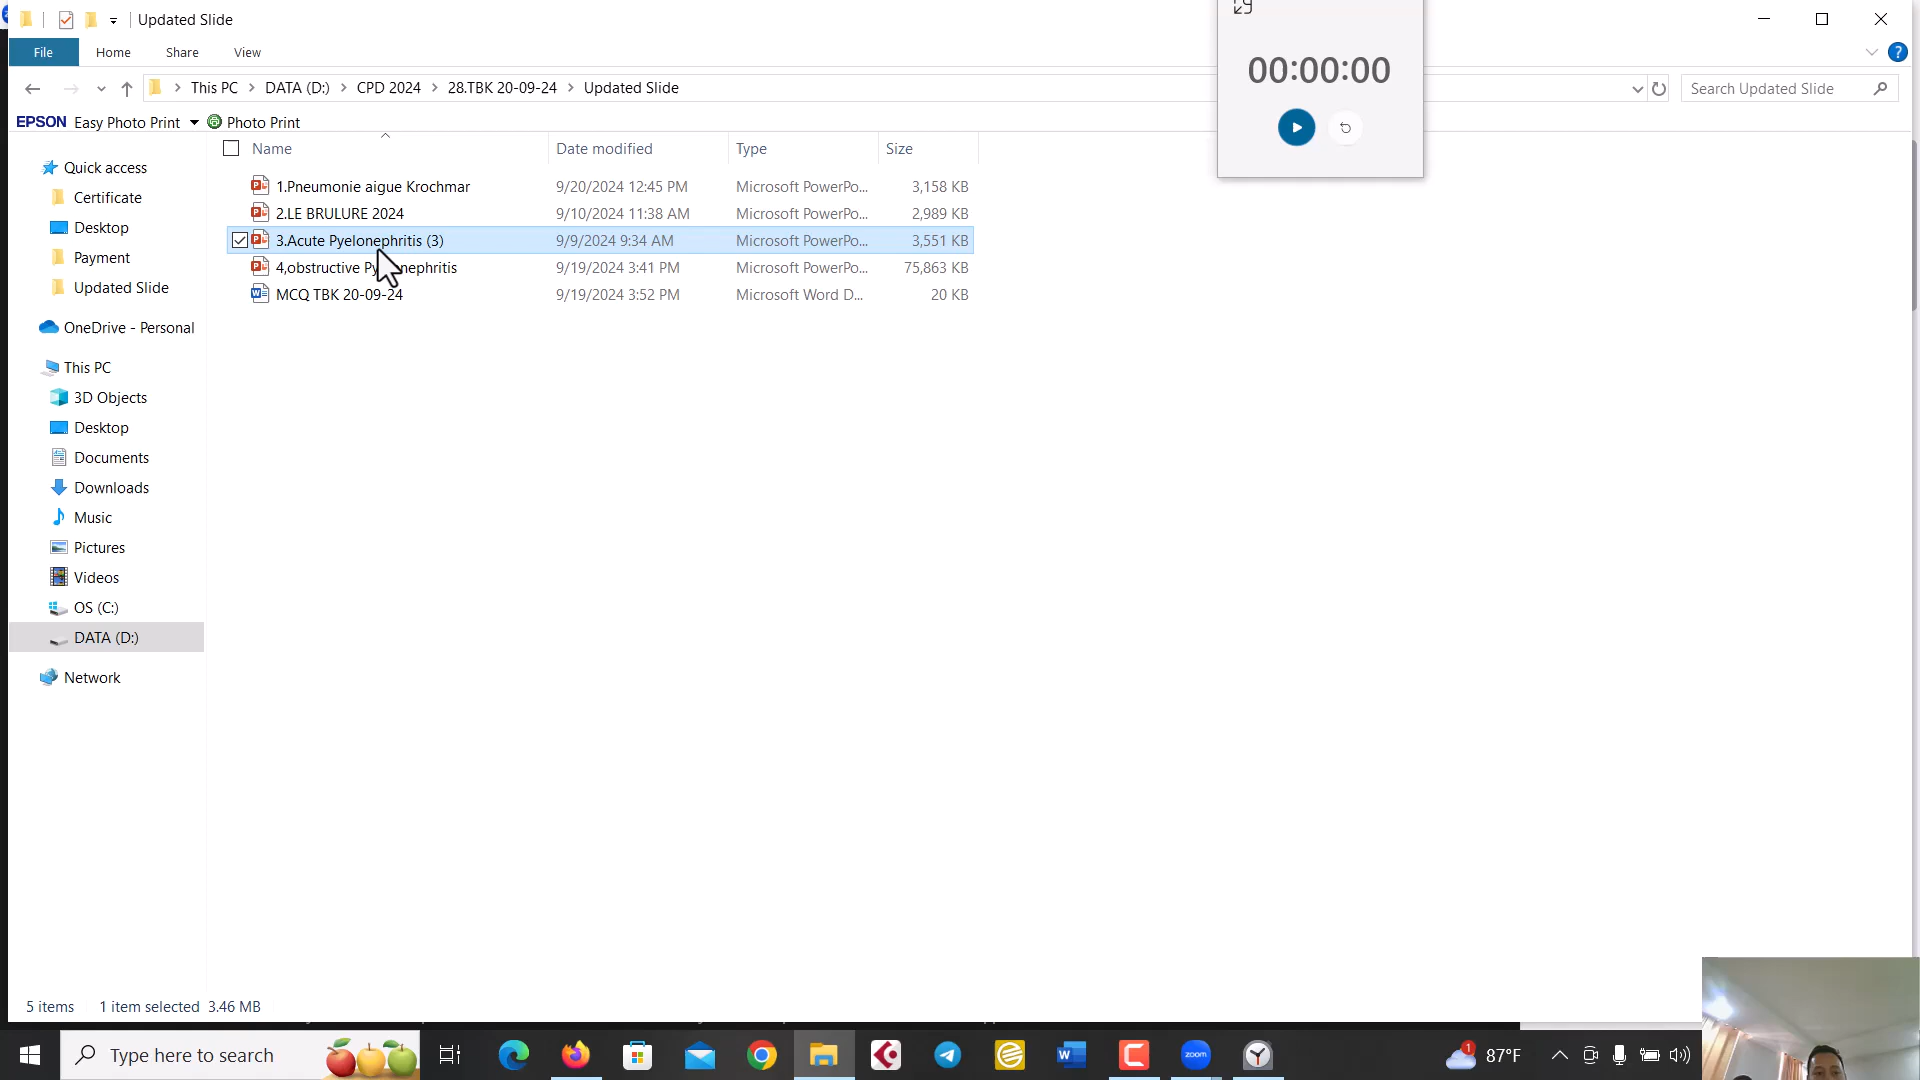 Updated Slide
File Home Share View
This PC DATA (D:) CPD 2024 28.TBK 20-09-24 Updated Slide
Search Updated Slide
00:00:00
EPSON Easy Photo Print Photo Print
Name Date modified Type Size
1.Pneumonie aigue Krochmar 9/20/2024 12:45 PM Microsoft PowerPo... 3,158 KB
2.LE BRULURE 2024 9/10/2024 11:38 AM Microsoft PowerPo... 2,989 KB
3.Acute Pyelonephritis (3) 9/9/2024 9:34 AM Microsoft PowerPo... 3,551 KB
4,obstructive Py nephritis 9/19/2024 3:41 PM Microsoft PowerPo... 75,863 KB
MCQ TBK 20-09-24 9/19/2024 3:52 PM Microsoft Word D... 20 KB
Quick access
Certificate
Desktop
Payment
Updated Slide
OneDrive - Personal
This PC
3D Objects
Desktop
Documents
Downloads
Music
Pictures
Videos
OS (C:)
DATA (D:)
Network
5 items 1 item selected 3.46 MB
Type here to search
zoom
1
87°F